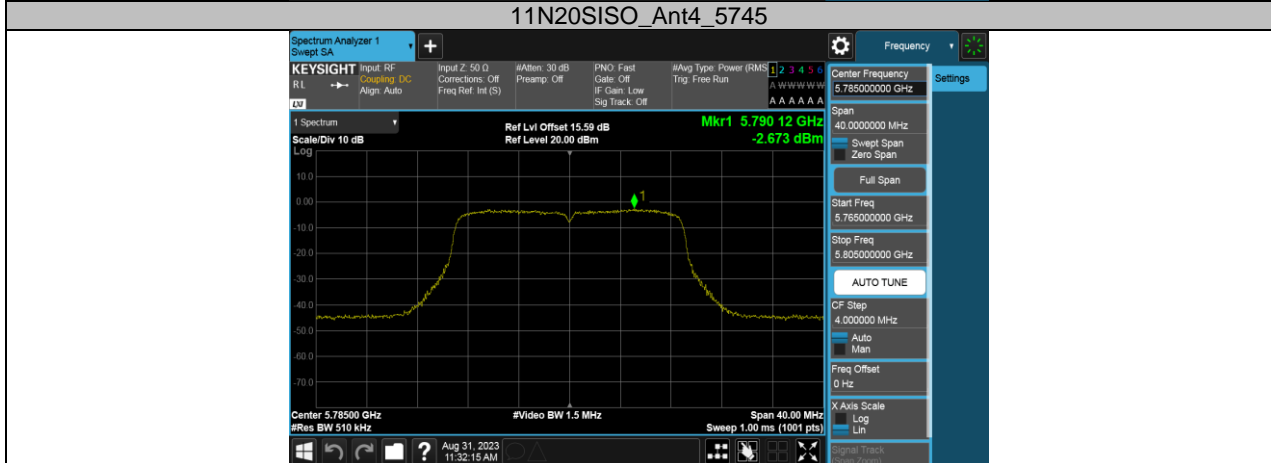 11N20SISO_Ant4_5745
Spectrum Analyzer 1
Swept SA
Frequency
KEYSIGHT
RL
LXI
Input: RF
Coupling: DC
Align: Auto
Input Z: 50 Ω
Corrections: Off
Freq Ref: Int (S)
#Atten: 30 dB
Preamp: Off
PNO: Fast
Gate: Off
IF Gain: Low
Sig Track: Off
#Avg Type: Power (RMS
Trig: Free Run
1 2 3 4 5 6
A W W W W W
A A A A A A
1 Spectrum
Scale/Div 10 dB
Log
Ref Lvl Offset 15.59 dB
Ref Level 20.00 dBm
Mkr1 5.790 12 GHz
-2.673 dBm
10.0
0.00
-10.0
-20.0
-30.0
-40.0
-50.0
-60.0
-70.0
1
Center 5.78500 GHz
#Video BW 1.5 MHz
Span 40.00 MHz
#Res BW 510 kHz
Sweep 1.00 ms (1001 pts)
Aug 31, 2023
11:32:15 AM
Center Frequency
5.785000000 GHz
Settings
Span
40.0000000 MHz
Swept Span
Zero Span
Full Span
Start Freq
5.765000000 GHz
Stop Freq
5.805000000 GHz
AUTO TUNE
CF Step
4.000000 MHz
Auto
Man
Freq Offset
0 Hz
X Axis Scale
Log
Lin
Signal Track
(Span Zoom)